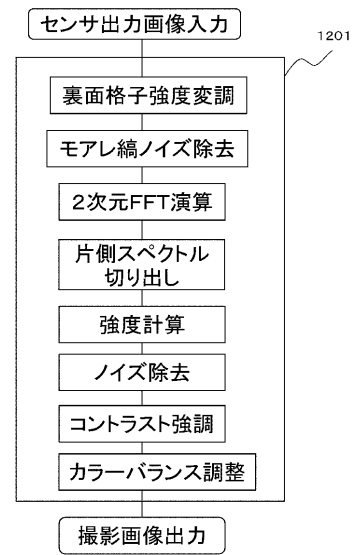 センサ出力画像入力
1201
裏面格子強度変調
モアレ縞ノイズ除去
2次元FFT演算
片側スペクトル
切り出し
強度計算
ノイズ除去
コントラスト強調
カラーバランス調整
撮影画像出力